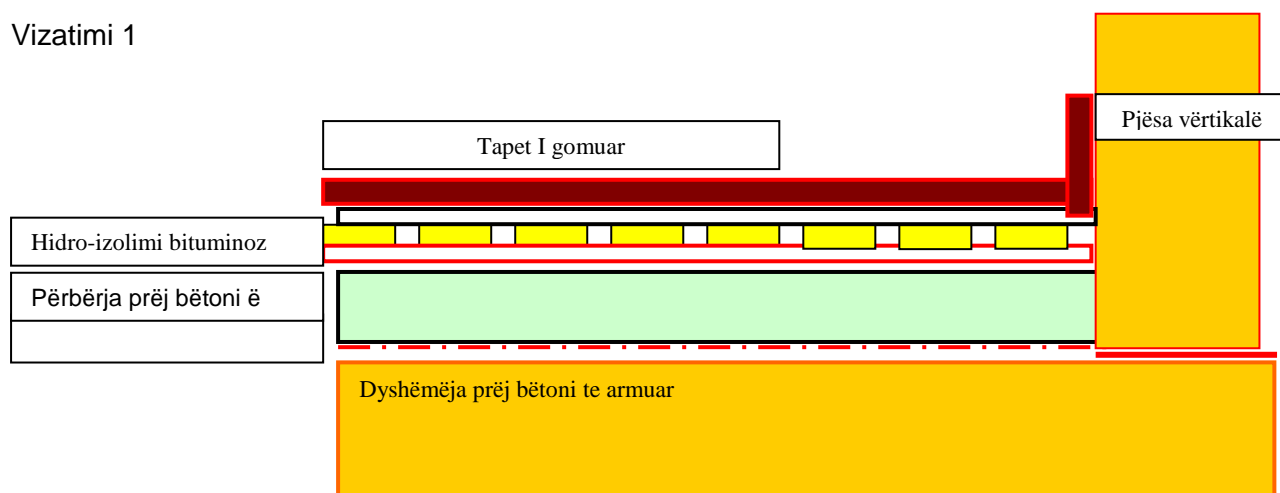 Vizatimi 1
Pjësa vërtikalë
Tapet I gomuar
Hidro-izolimi bituminoz
Përbërja prëj bëtoni ë
Dyshëmëja prëj bëtoni te armuar